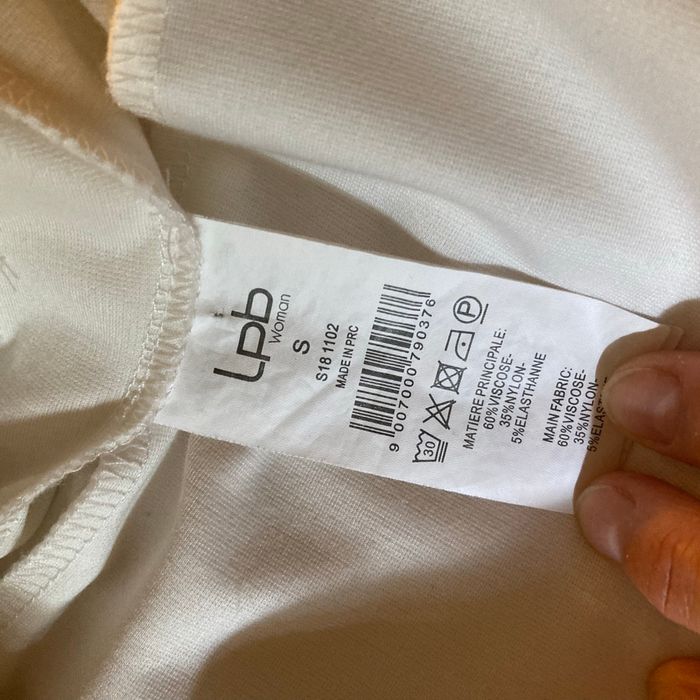 lpb
Woman
S
S18 1102
MADE IN PRC
9 007000 790376
30
P
MATIERE PRINCIPALE:
60%VISCOSE-
35%NYLON-
5%ELASTHANNE
MAIN FABRIC:
60%VISCOSE-
35%NYLON-